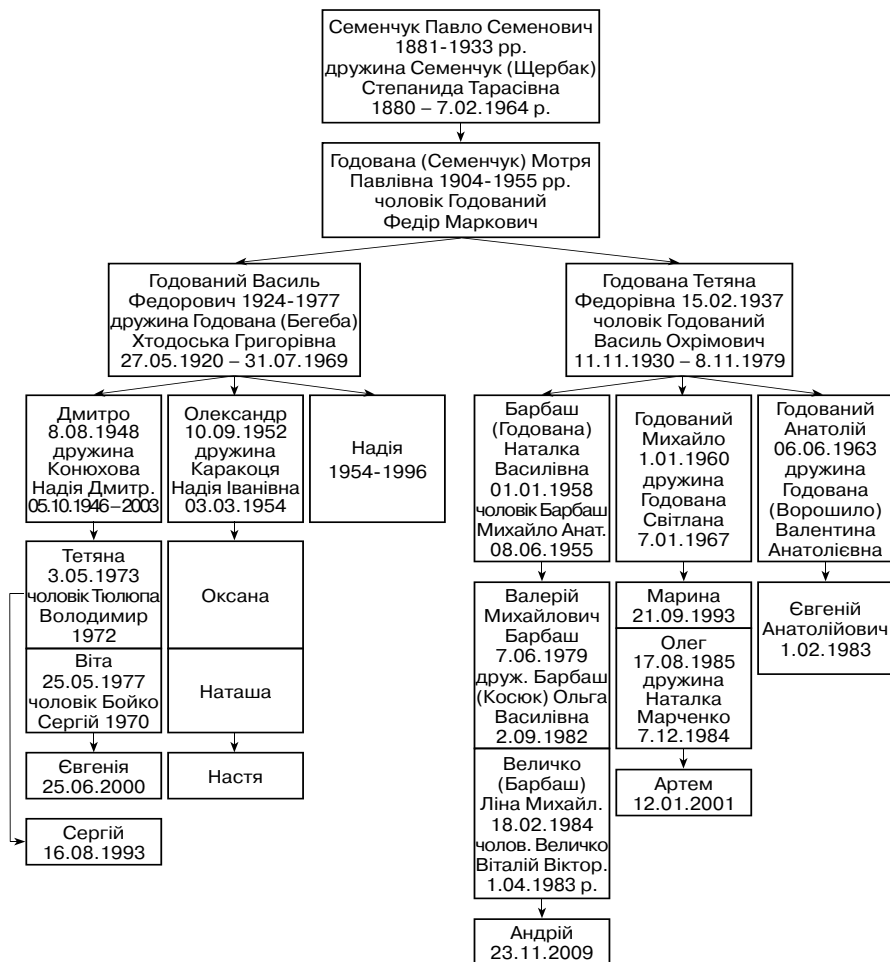 Семенчук Павло Семенович
1881-1933 рр.
дружина Семенчук (Щербак)
Степанида Тарасівна
1880 – 7.02.1964 р.
Годована (Семенчук) Мотря
Павлівна 1904-1955 рр.
чоловік Годований
Федір Маркович
Годований Василь
Федорович 1924-1977
дружина Годована (Бегеба)
Хтодоська Григорівна
27.05.1920 – 31.07.1969
Годована Тетяна
Федорівна 15.02.1937
чоловік Годований
Василь Охрімович
11.11.1930 – 8.11.1979
Дмитро
8.08.1948
дружина
Конюхова
Надія Дмитр.
05.10.1946 – 2003
Олександр
10.09.1952
дружина
Каракоця
Надія Іванівна
03.03.1954
Надія
1954-1996
Барбаш
(Годована)
Наталка
Василівна
01.01.1958
чоловік Барбаш
Михайло Анат.
08.06.1955
Годований
Михайло
1.01.1960
дружина
Годована
Світлана
7.01.1967
Годований
Анатолій
06.06.1963
дружина
Годована
(Ворошило)
Валентина
Анатолієвна
Тетяна
3.05.1973
чоловік Тюлюпа
Володимир
1972
Оксана
Віта
25.05.1977
чоловік Бойко
Сергій 1970
Наташа
Євгенія
25.06.2000
Настя
Сергій
16.08.1993
Валерій
Михайлович
Барбаш
7.06.1979
друж. Барбаш
(Косюк) Ольга
Василівна
2.09.1982
Величко
(Барбаш)
Ліна Михайл.
18.02.1984
чолов. Величко
Віталій Віктор.
1.04.1983 р.
Андрій
23.11.2009
Марина
21.09.1993
Олег
17.08.1985
дружина
Наталка
Марченко
7.12.1984
Артем
12.01.2001
Євгеній
Анатолійович
1.02.1983